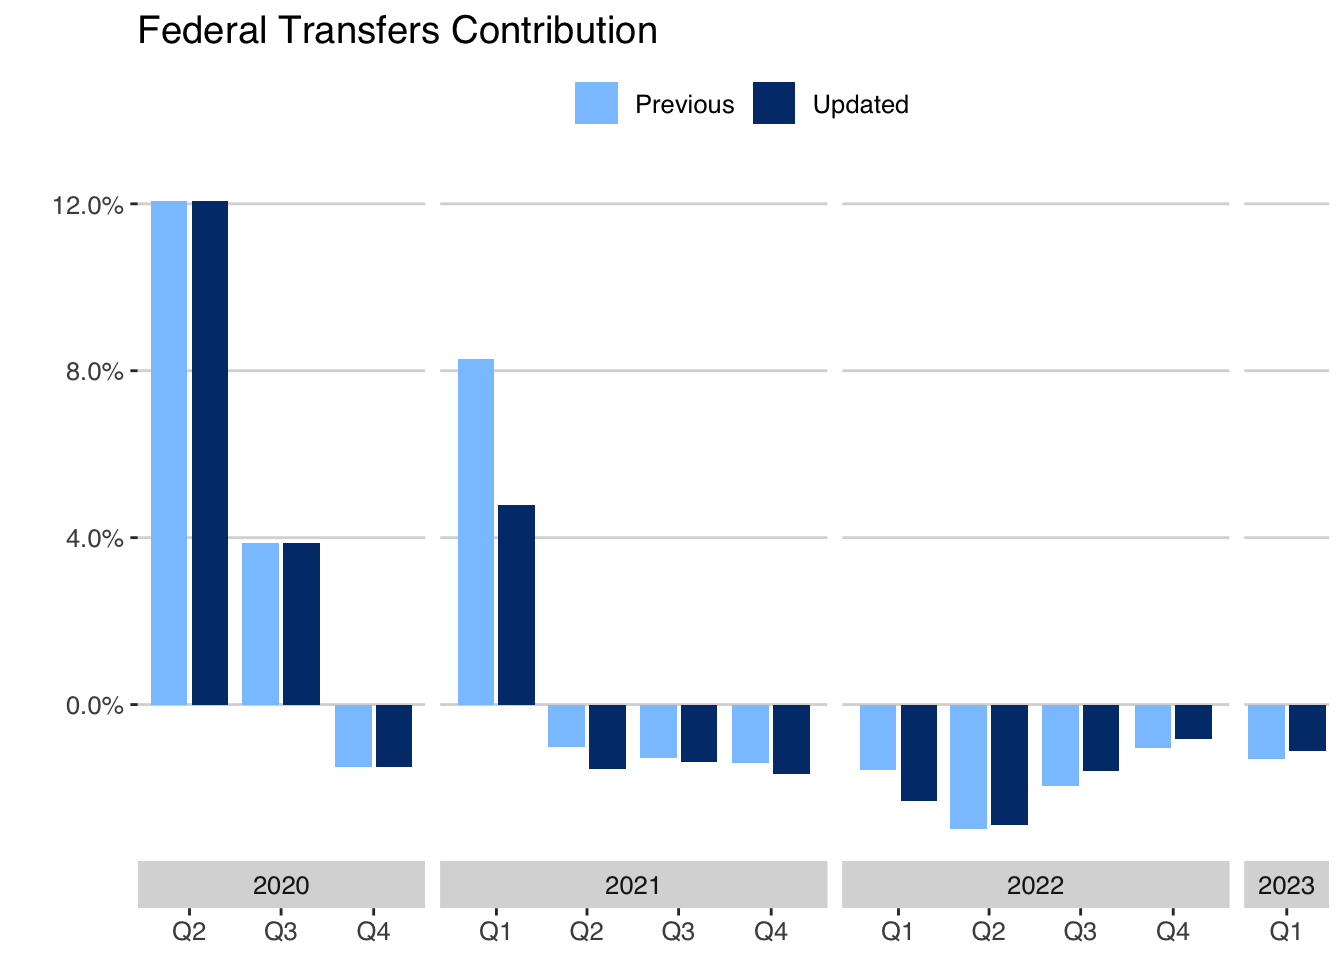 Federal Transfers Contribution
Previous Updated
12.0%
8.0%
4.0%
0.0%
2020 2021 2022 2023
Q2 Q3 Q4 Q1 Q2 Q3 Q4 Q1 Q2 Q3 Q4 Q1